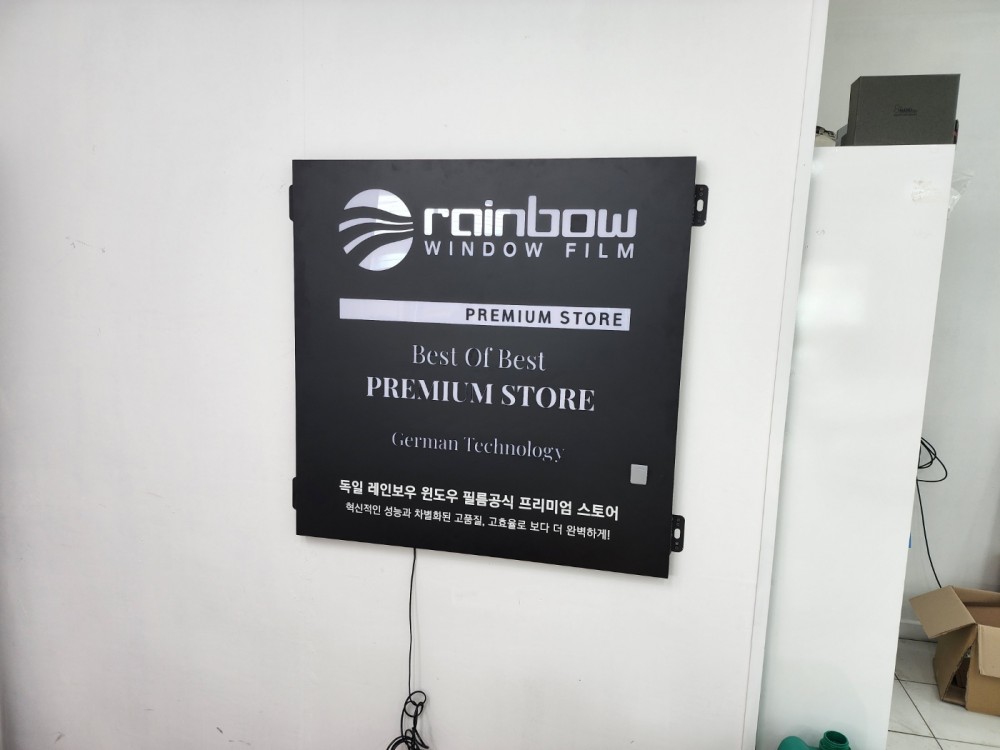 rainbow
WINDOW FILM
PREMIUM STORE
Best Of Best
PREMIUM STORE
German Technology
독일 레인보우 윈도우 필름공식 프리미엄 스토어
혁신적인 성능과 차별화된 고품질, 고효율로 보다 더 완벽하게!